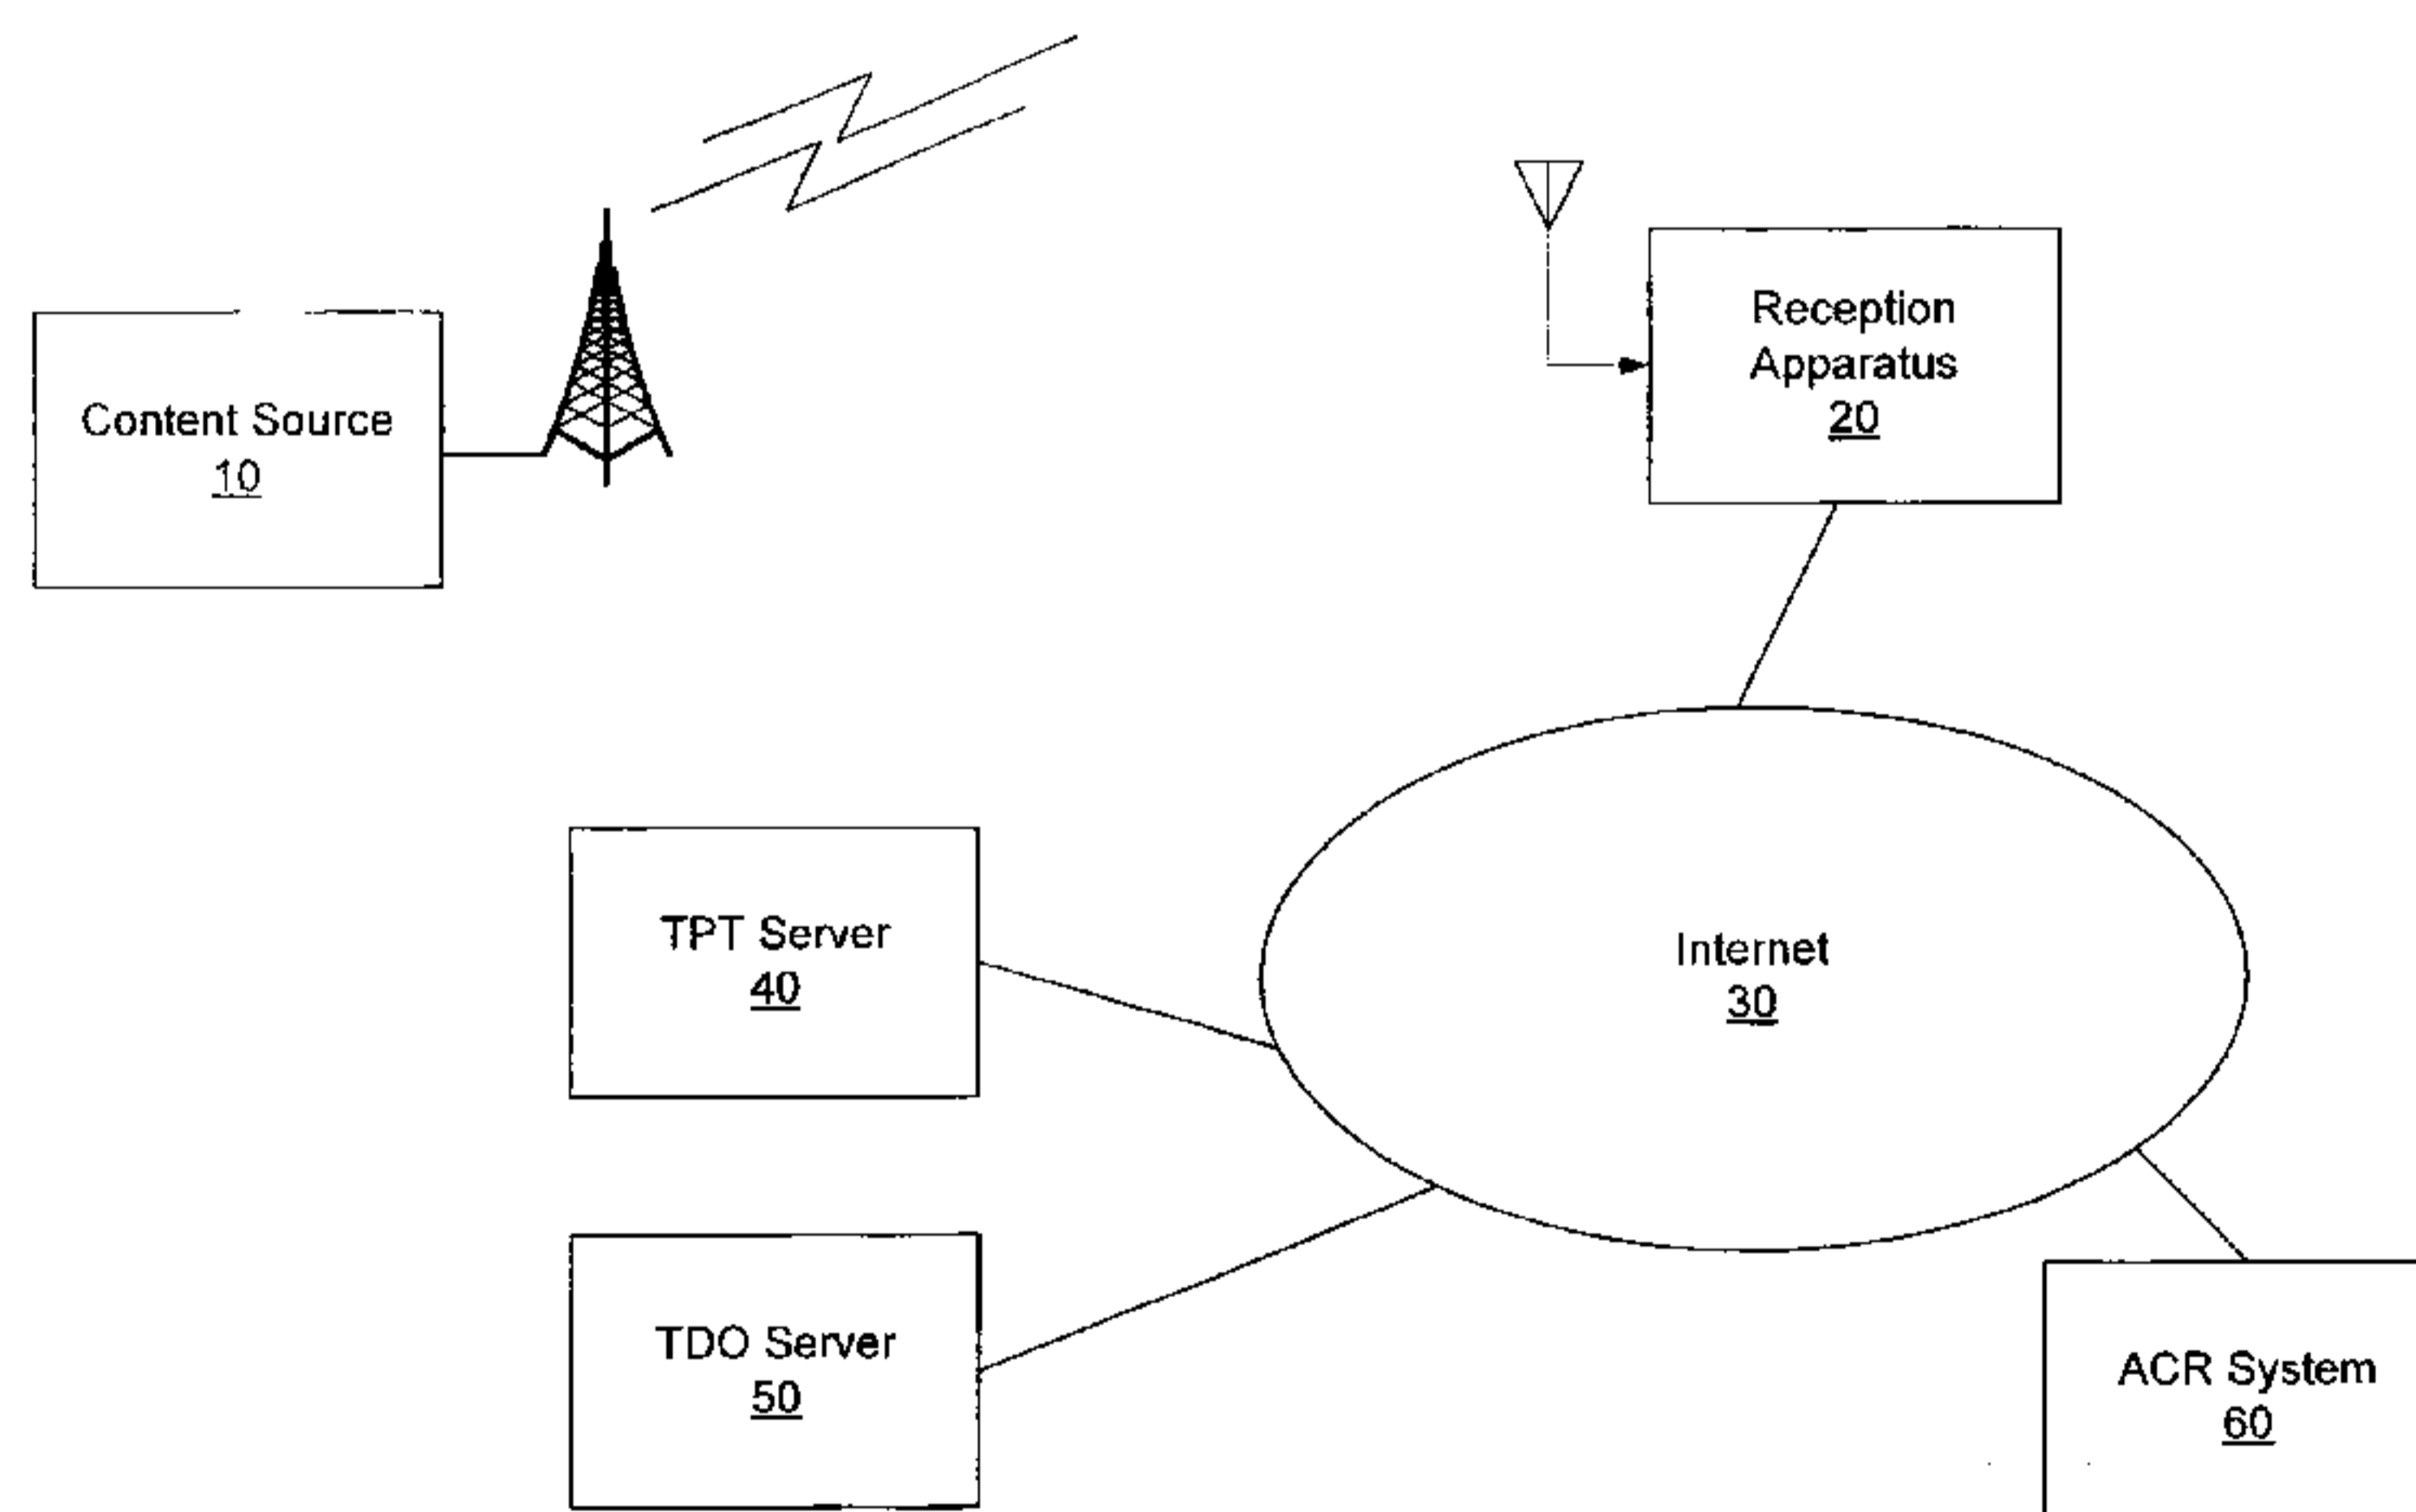 Reception
Apparatus
20
Content Source
10
TPT Server
40
Internet
30
TDO Server
50
ACR System
60